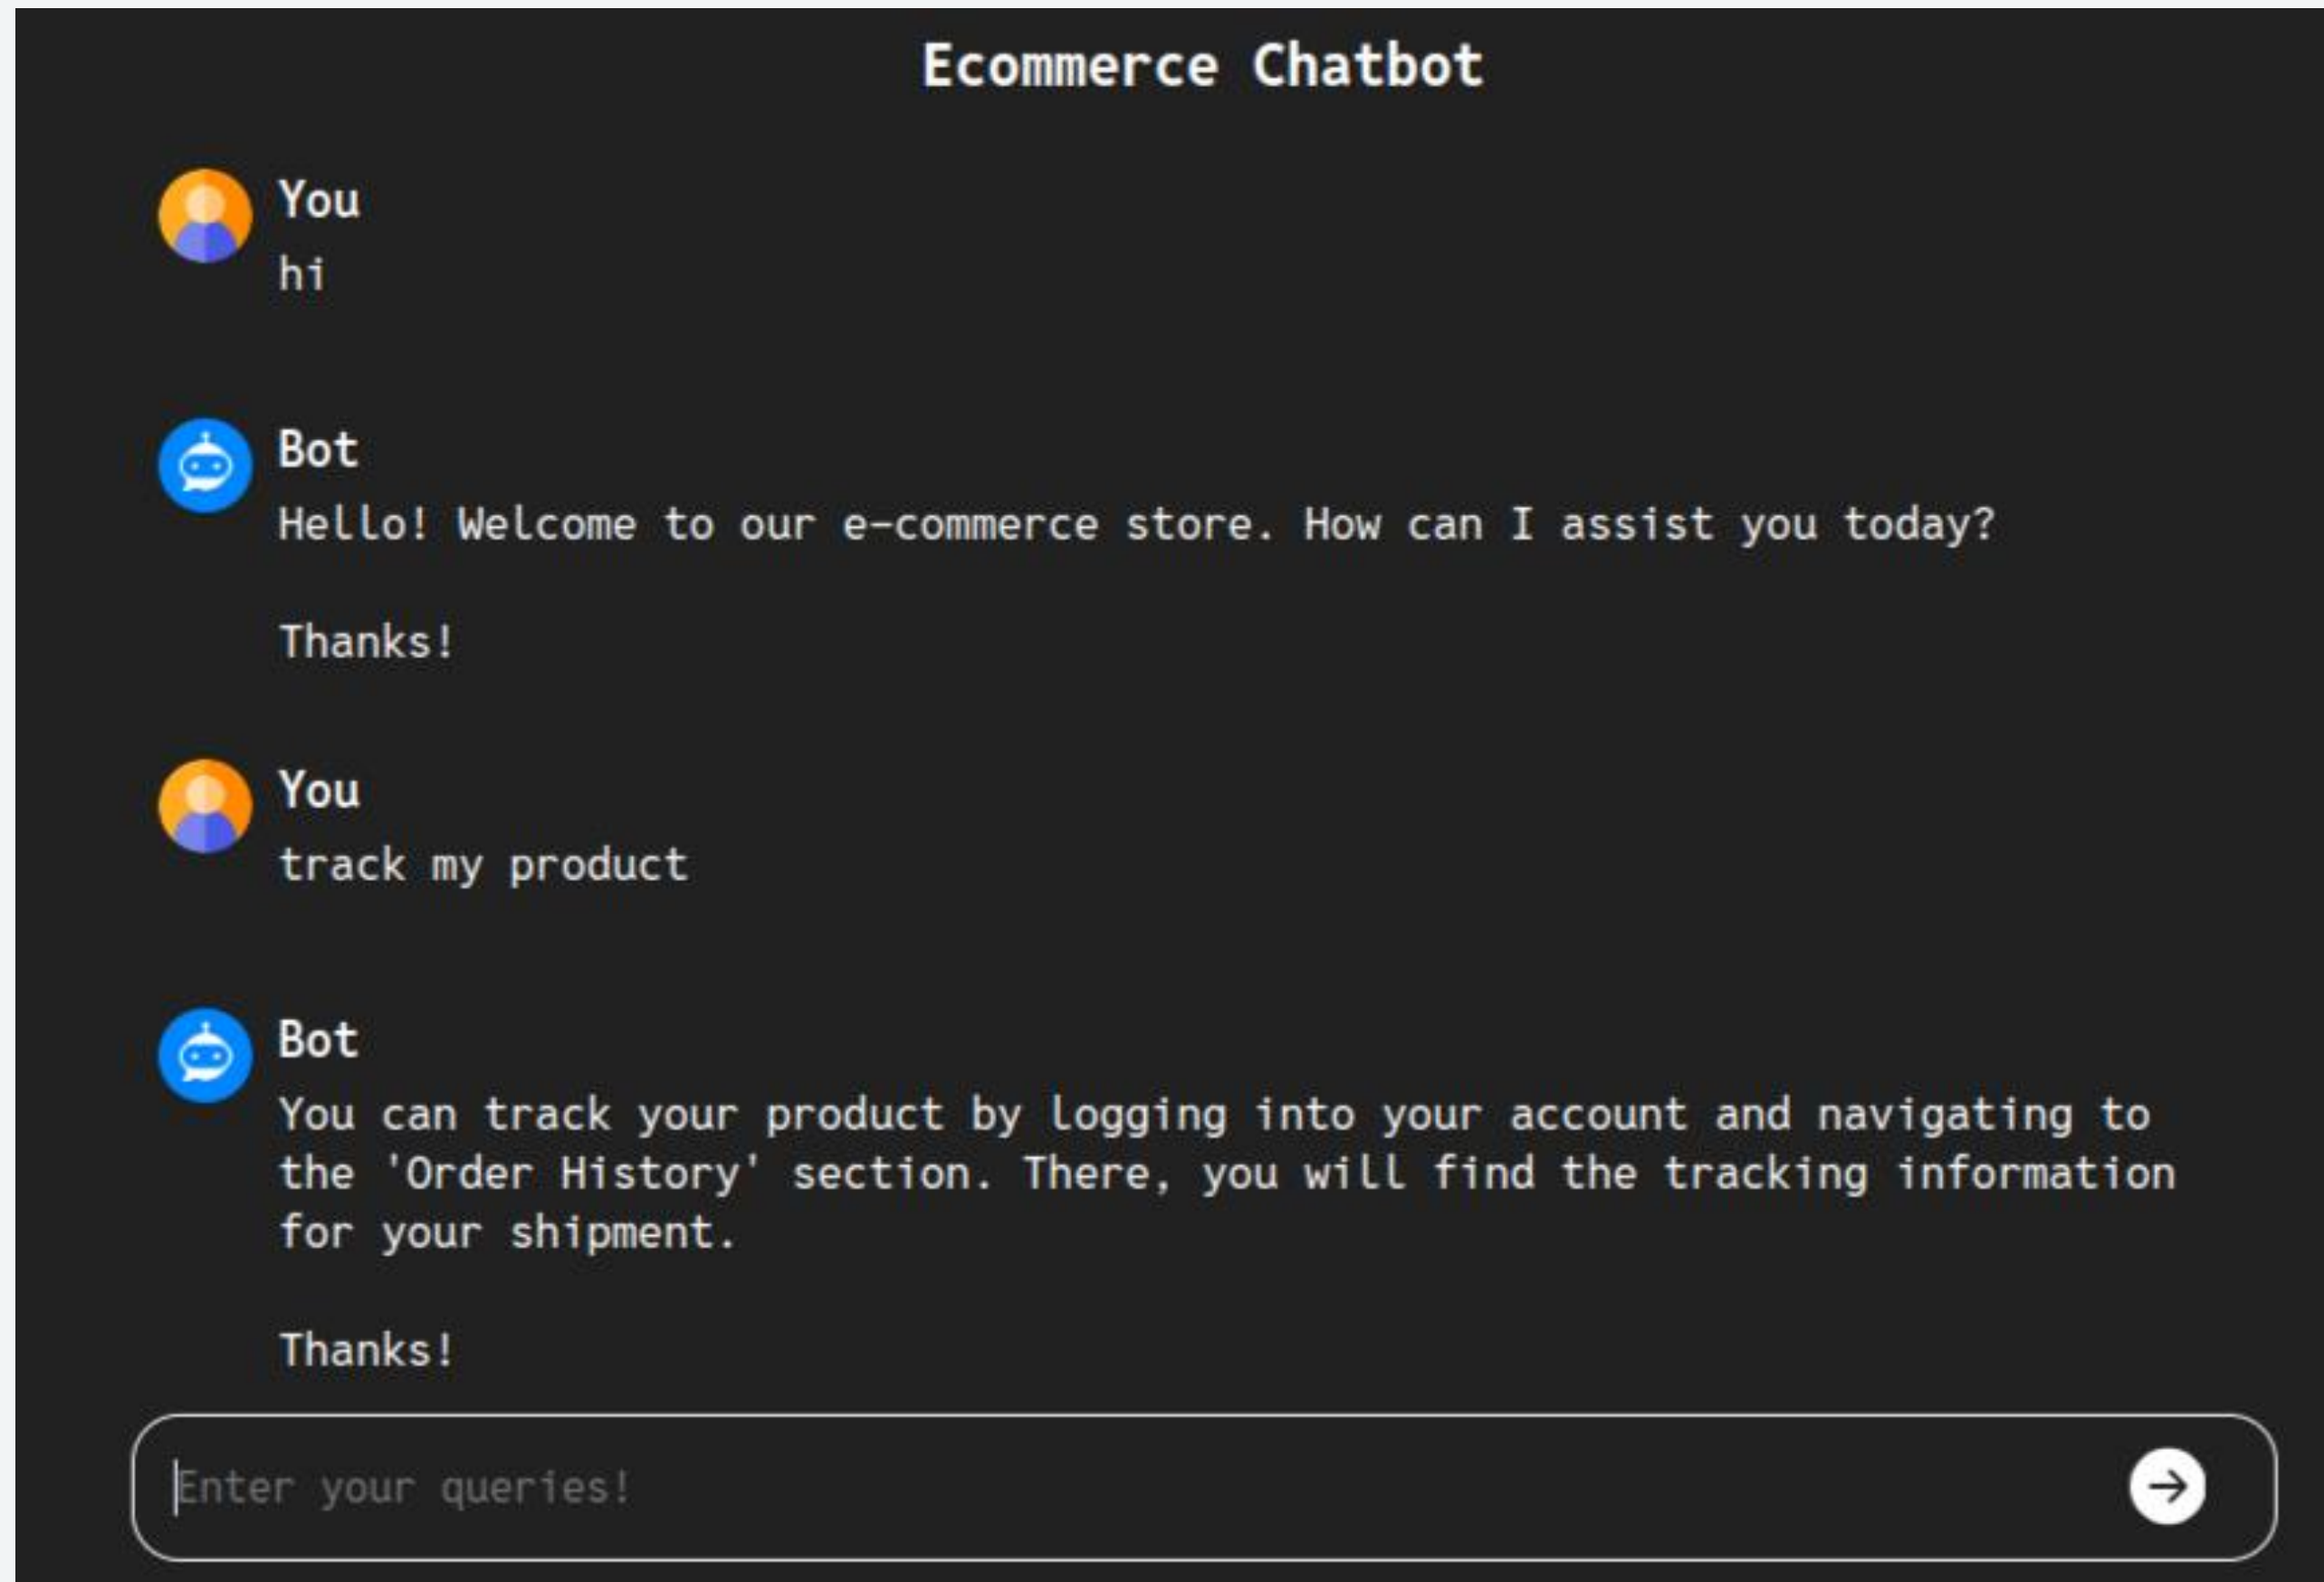 Ecommerce Chatbot
You
hi
Bot
Hello! Welcome to our e-commerce store. How can I assist you today?
Thanks!
You
track my product
Bot
You can track your product by logging into your account and navigating to
the 'Order History' section. There, you will find the tracking information
for your shipment.
Thanks!
Enter your queries!